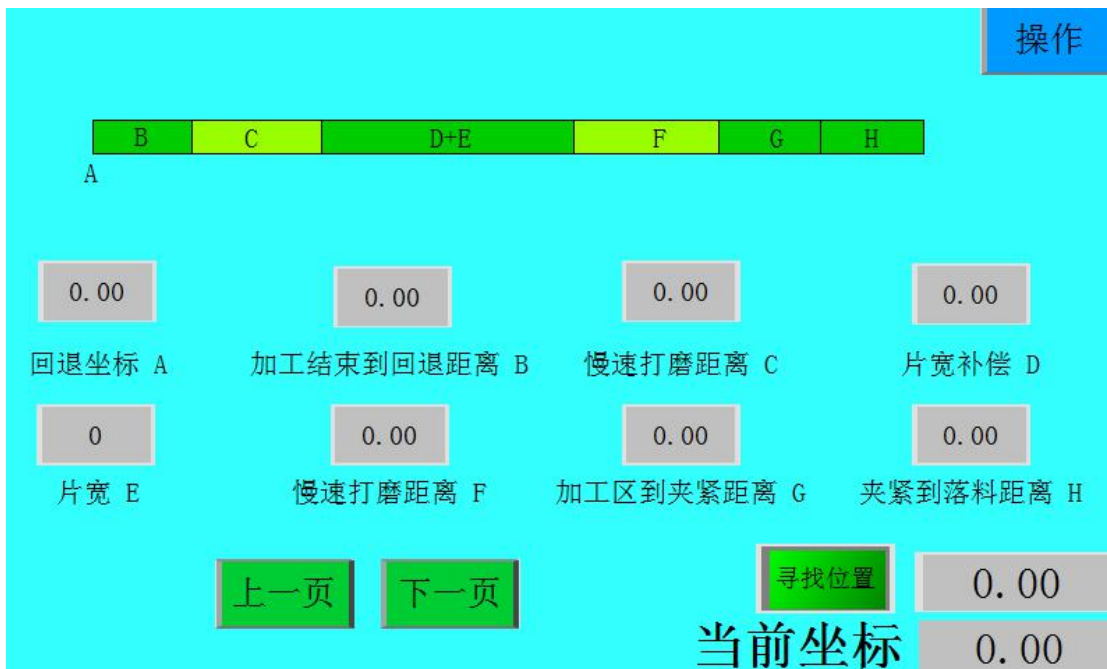 操作
B C D+E F G H
A
0.00 0.00 0.00 0.00
回退坐标 A 加工结束到回退距离 B 慢速打磨距离 C 片宽补偿 D
0 0.00 0.00 0.00
片宽 E 慢速打磨距离 F 加工区到夹紧距离 G 夹紧到落料距离 H
上一页 下一页 寻找位置 0.00
当前坐标 0.00